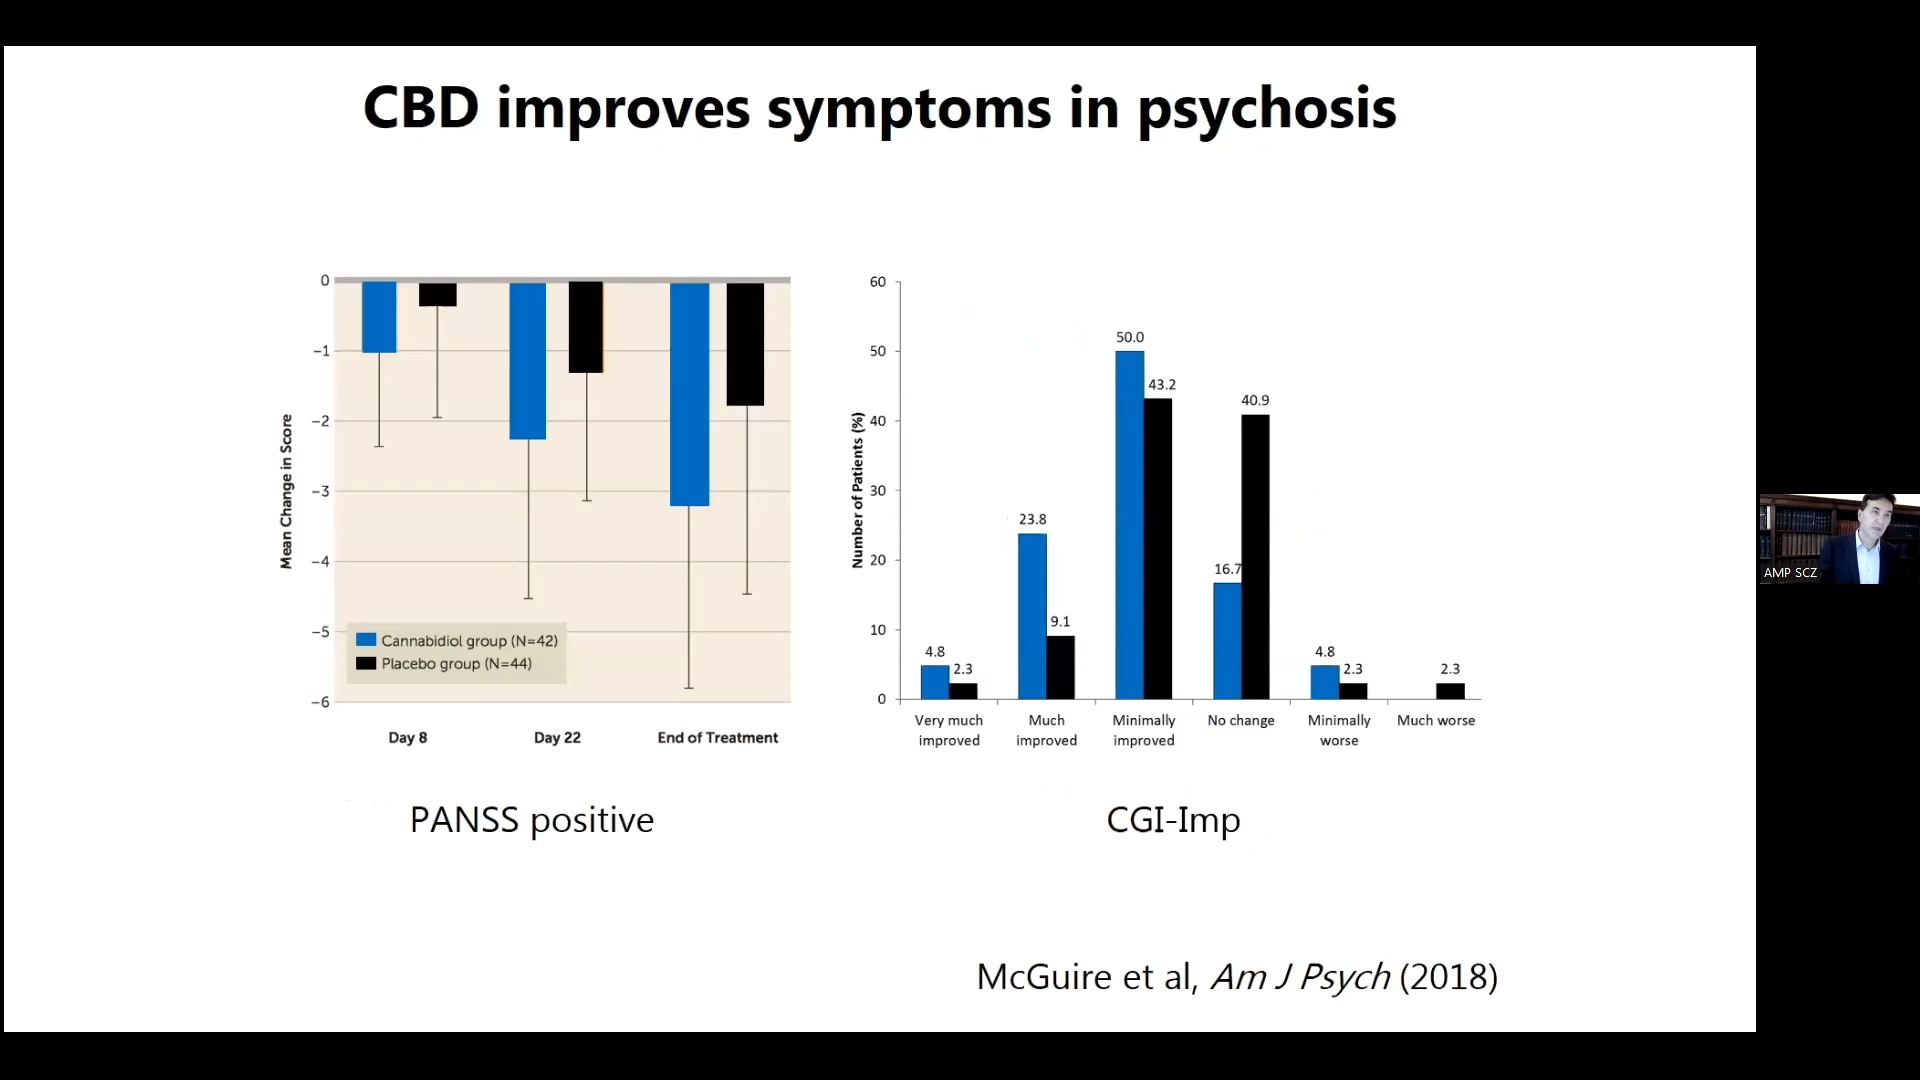 CBD improves symptoms in psychosis
Mean Change in Score
0
−1
−2
−3
−4
−5
−6
Cannabidiol group (N=42)
Placebo group (N=44)
Day 8
Day 22
End of Treatment
PANSS positive
Number of Patients (%)
60
50
40
30
20
10
0
4.8
2.3
23.8
9.1
50.0
43.2
16.7
40.9
4.8
2.3
2.3
Very much
improved
Much
improved
Minimally
improved
No change
Minimally
worse
Much worse
CGI-Imp
McGuire et al, Am J Psych (2018)
AMP SCZ